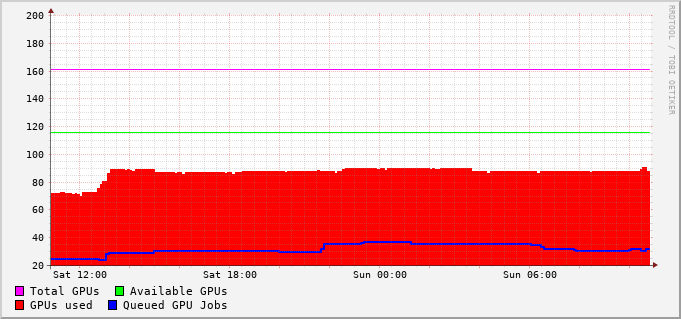 200
180
160
140
120
100
80
60
40
20
Sat 12:00 Sat 18:00 Sun 00:00 Sun 06:00
Total GPUs Available GPUs
GPUs used Queued GPU Jobs
RRDTOOL / TOBI OETIKER